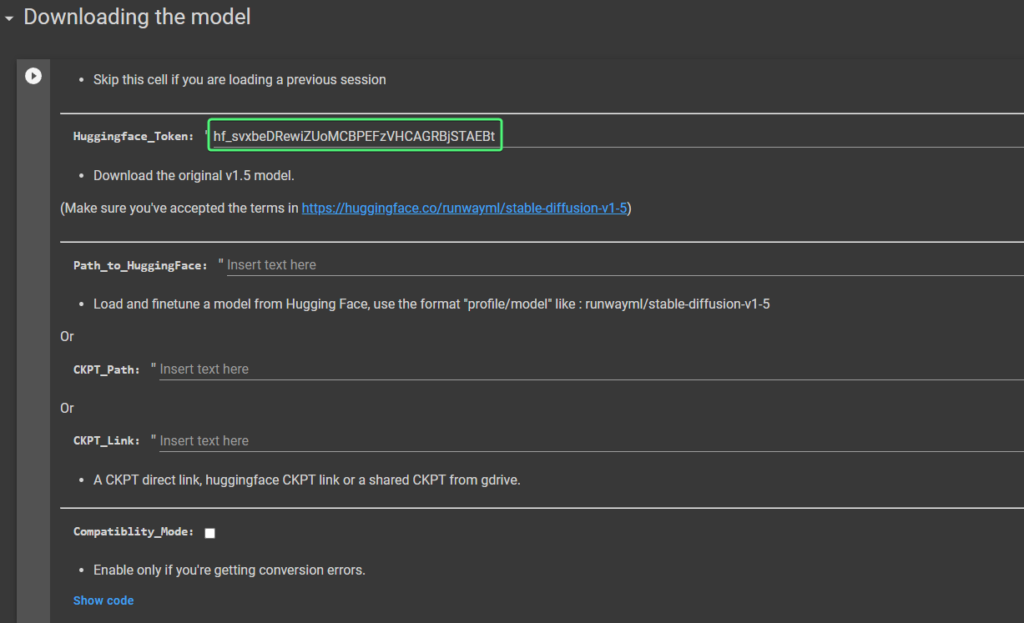 Downloading the model
• Skip this cell if you are loading a previous session
Huggingface_Token: " 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
• Download the original v1.5 model.
(Make sure you've accepted the terms in https://huggingface.co/runwayml/stable-diffusion-v1-5)
Path_to_HuggingFace: " Insert text here
• Load and finetune a model from Hugging Face, use the format "profile/model" like : runwayml/stable-diffusion-v1-5
Or
CKPT_Path: " Insert text here
Or
CKPT_Link: " Insert text here
• A CKPT direct link, huggingface CKPT link or a shared CKPT from gdrive.
Compatiblity_Mode:
• Enable only if you're getting conversion errors.
Show code